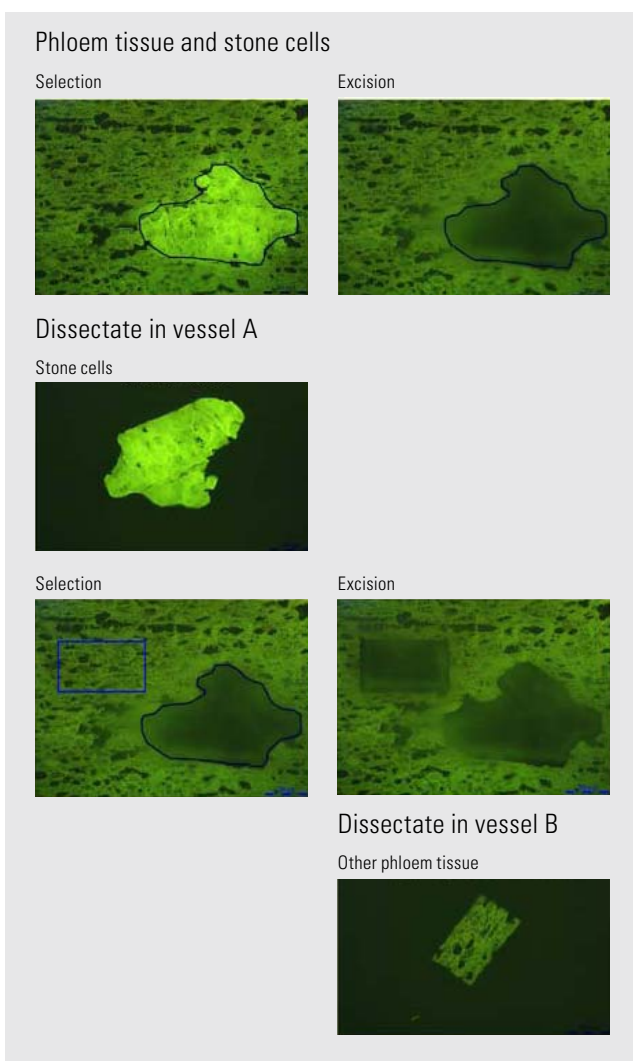 Phloem tissue and stone cells
Selection
Excision
Dissectate in vessel A
Stone cells
Selection
Excision
Dissectate in vessel B
Other phloem tissue